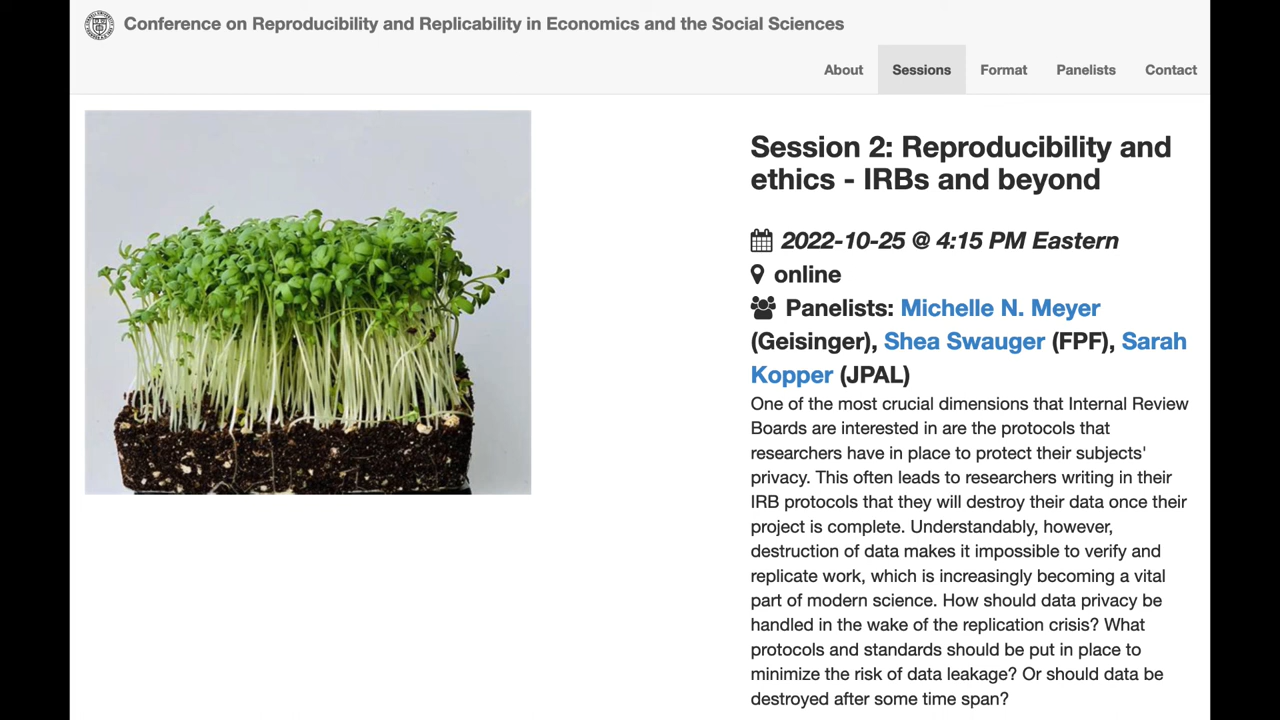 Conference on Reproducibility and Replicability in Economics and the Social Sciences
About Sessions Format Panelists Contact
Session 2: Reproducibility and
ethics - IRBs and beyond
2022-10-25 @ 4:15 PM Eastern
online
Panelists: Michelle N. Meyer
(Geisinger), Shea Swauger (FPF), Sarah
Kopper (JPAL)
One of the most crucial dimensions that Internal Review
Boards are interested in are the protocols that
researchers have in place to protect their subjects'
privacy. This often leads to researchers writing in their
IRB protocols that they will destroy their data once their
project is complete. Understandably, however,
destruction of data makes it impossible to verify and
replicate work, which is increasingly becoming a vital
part of modern science. How should data privacy be
handled in the wake of the replication crisis? What
protocols and standards should be put in place to
minimize the risk of data leakage? Or should data be
destroyed after some time span?